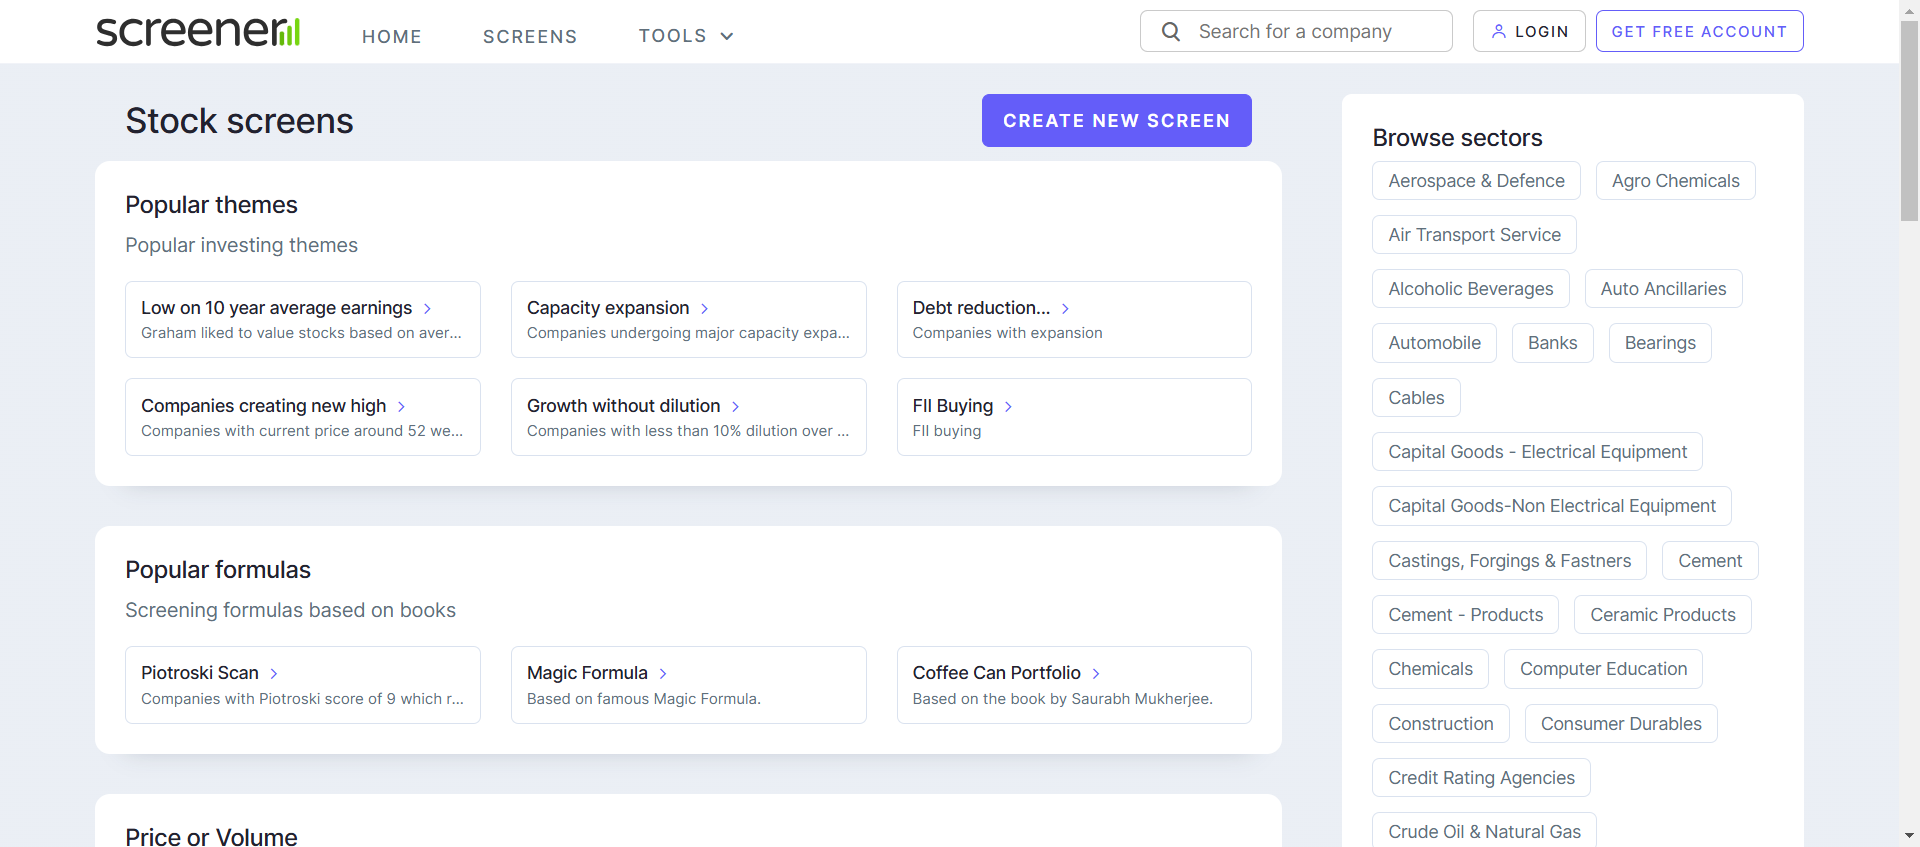 screener
HOME
SCREENS
TOOLS
Search for a company
LOGIN
GET FREE ACCOUNT
Stock screens
CREATE NEW SCREEN
Popular themes
Popular investing themes
Low on 10 year average earnings
Graham liked to value stocks based on aver...
Capacity expansion
Companies undergoing major capacity expa...
Debt reduction...
Companies with expansion
Companies creating new high
Companies with current price around 52 we...
Growth without dilution
Companies with less than 10% dilution over ...
FII Buying
FII buying
Popular formulas
Screening formulas based on books
Piotroski Scan
Companies with Piotroski score of 9 which r...
Magic Formula
Based on famous Magic Formula.
Coffee Can Portfolio
Based on the book by Saurabh Mukherjee.
Price or Volume
Browse sectors
Aerospace & Defence
Agro Chemicals
Air Transport Service
Alcoholic Beverages
Auto Ancillaries
Automobile
Banks
Bearings
Cables
Capital Goods - Electrical Equipment
Capital Goods-Non Electrical Equipment
Castings, Forgings & Fastners
Cement
Cement - Products
Ceramic Products
Chemicals
Computer Education
Construction
Consumer Durables
Credit Rating Agencies
Crude Oil & Natural Gas